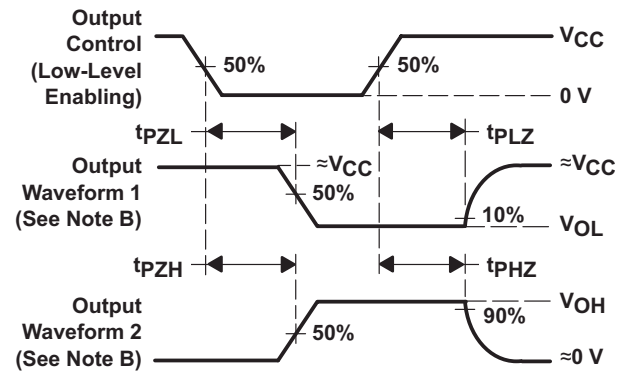 Output
Control
(Low-Level
Enabling)
50%
50%
VCC
0 V
tPZL
tPLZ
Output
Waveform 1
(See Note B)
≈VCC
50%
10%
≈VCC
VOL
tPZH
tPHZ
Output
Waveform 2
(See Note B)
50%
90%
VOH
≈0 V